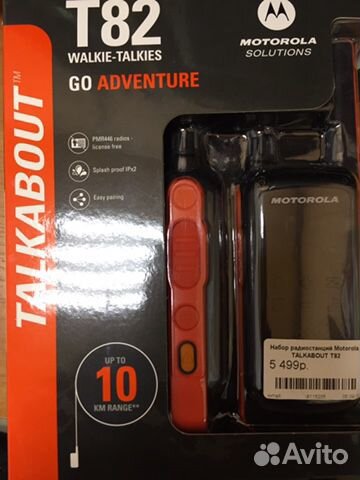 T82
WALKIE-TALKIES
GO ADVENTURE
MOTOROLA
SOLUTIONS
TALKABOUT™
PMR446 radios -
license free
Splash proof IPx2
Easy pairing
UP TO
10
KM RANGE**
MOTOROLA
Набор радиостанций Motorola
TALKABOUT T82
5 499р.
Avito